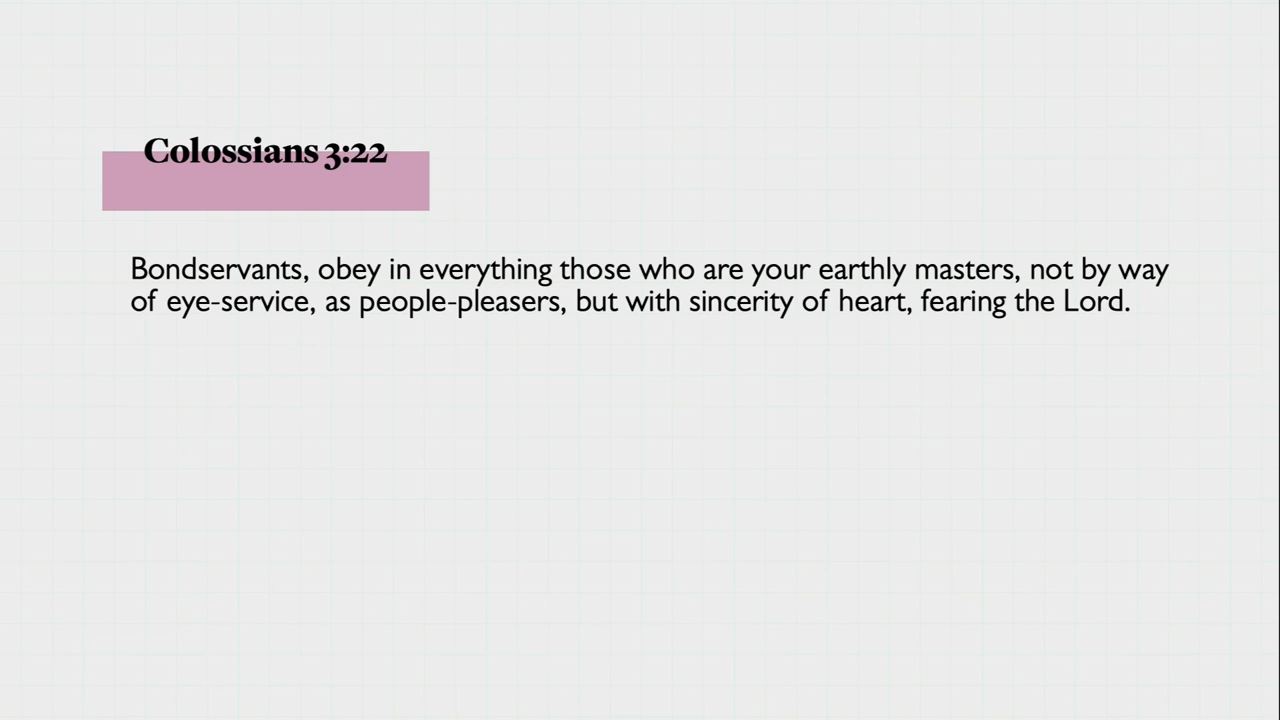 Colossians 3:22
Bondservants, obey in everything those who are your earthly masters, not by way
of eye-service, as people-pleasers, but with sincerity of heart, fearing the Lord.